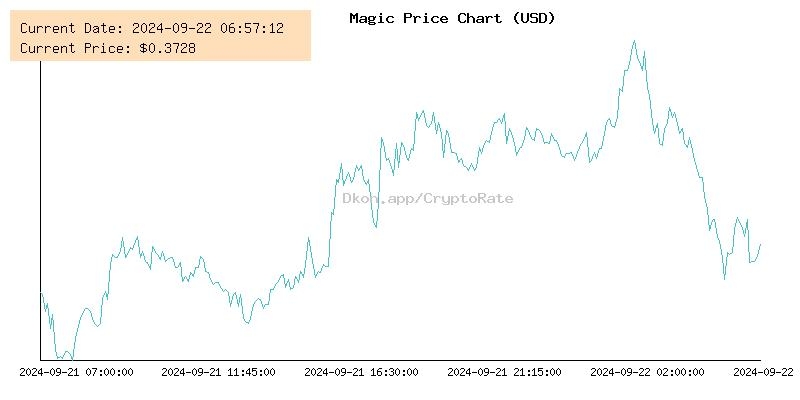 Magic Price Chart (USD)
Current Date: 2024-09-22 06:57:12
Current Price: $0.3728
Dkoh.app/CryptoRate
2024-09-21 07:00:00 2024-09-21 11:45:00 2024-09-21 16:30:00 2024-09-21 21:15:00 2024-09-22 02:00:00 2024-09-22